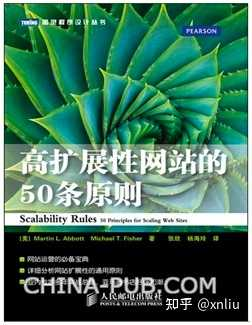 TURING 图灵程序设计丛书
PEARSON
高扩展性网站的
50条原则
Scalability Rules 50 Principles for Scaling Web Sites
[美] Martin L. Abbott Michael T. Fisher 著 张欣 杨海玲 译
网站运营的必备宝典
详细分析网站扩展性的通用原则
CHINA-PUB.COM
人民邮电出版社
知乎 @xnliu